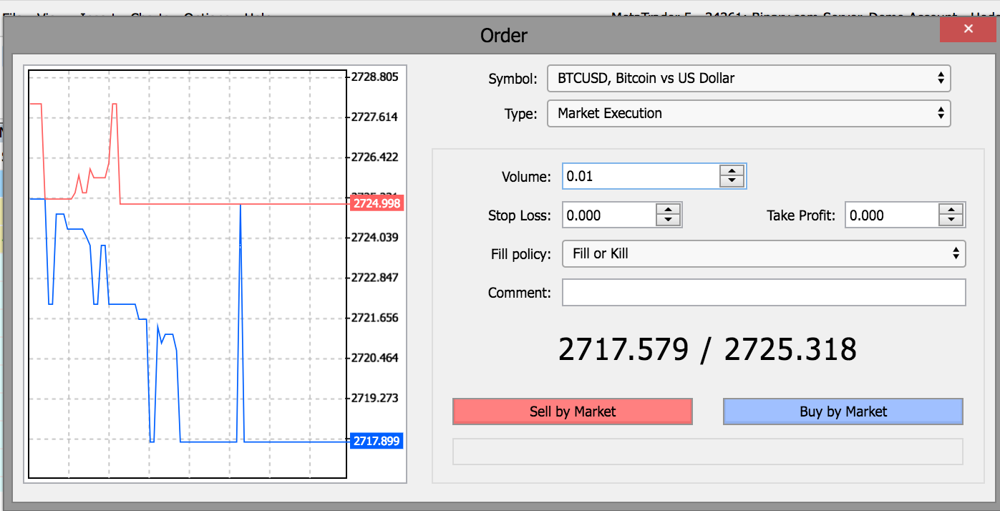 Order
2728.805
2727.614
2726.422
2724.998
2724.039
2722.847
2721.656
2720.464
2719.273
2717.899
Symbol: BTCUSD, Bitcoin vs US Dollar
Type: Market Execution
Volume: 0.01
Stop Loss: 0.000 Take Profit: 0.000
Fill policy: Fill or Kill
Comment:
2717.579 / 2725.318
Sell by Market Buy by Market